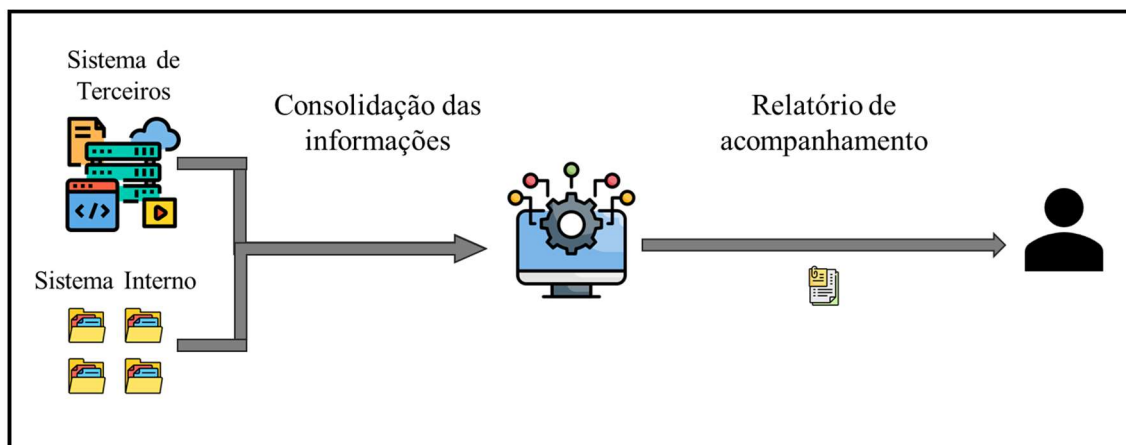 Sistema de
Terceiros
Consolidação das
informações
Relatório de
acompanhamento
</>
Sistema Interno